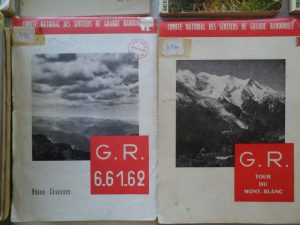 COMITÉ NATIONAL DES SENTIERS DE GRANDE RANDONNÉE
G.R.
6.61.62
Rhône-Cévennes
COMITÉ NATIONAL DES SENTIERS DE GRANDE RANDONNÉE
394
G.R.
TOUR
DU
MONT-BLANC